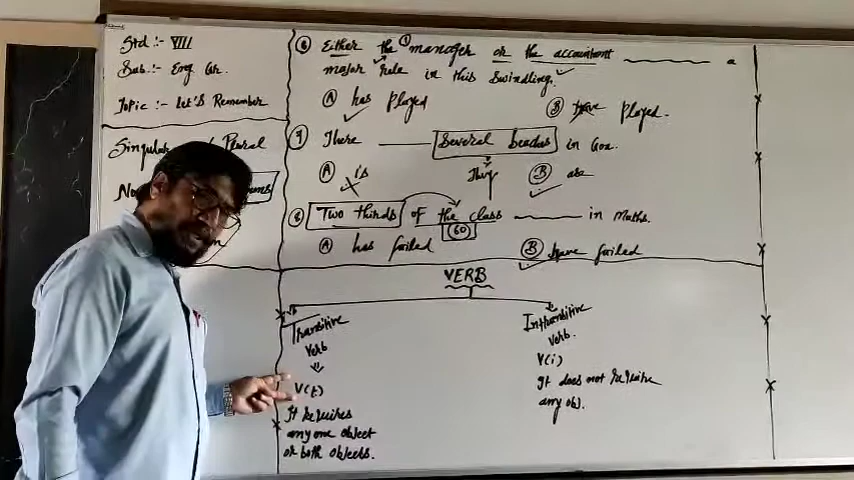 Std :- VIII
Sub. :- Eng Gr.
Topic :- Let's Remember
Singular / Plural
⑥ Either the ① manager or the accountant ______ a
major role in this swindling.
Ⓐ has played Ⓑ have played.
⑦ There ______ Several beaches in Goa.
Ⓐ is They Ⓑ are
⑧ Two thirds of the class ______ in Maths.
60
Ⓐ has failed Ⓑ have failed
VERB
Transitive
Verb
V(t)
It requires
any one object
or both objects.
Intransitive
Verb.
V(i)
It does not require
any obj.